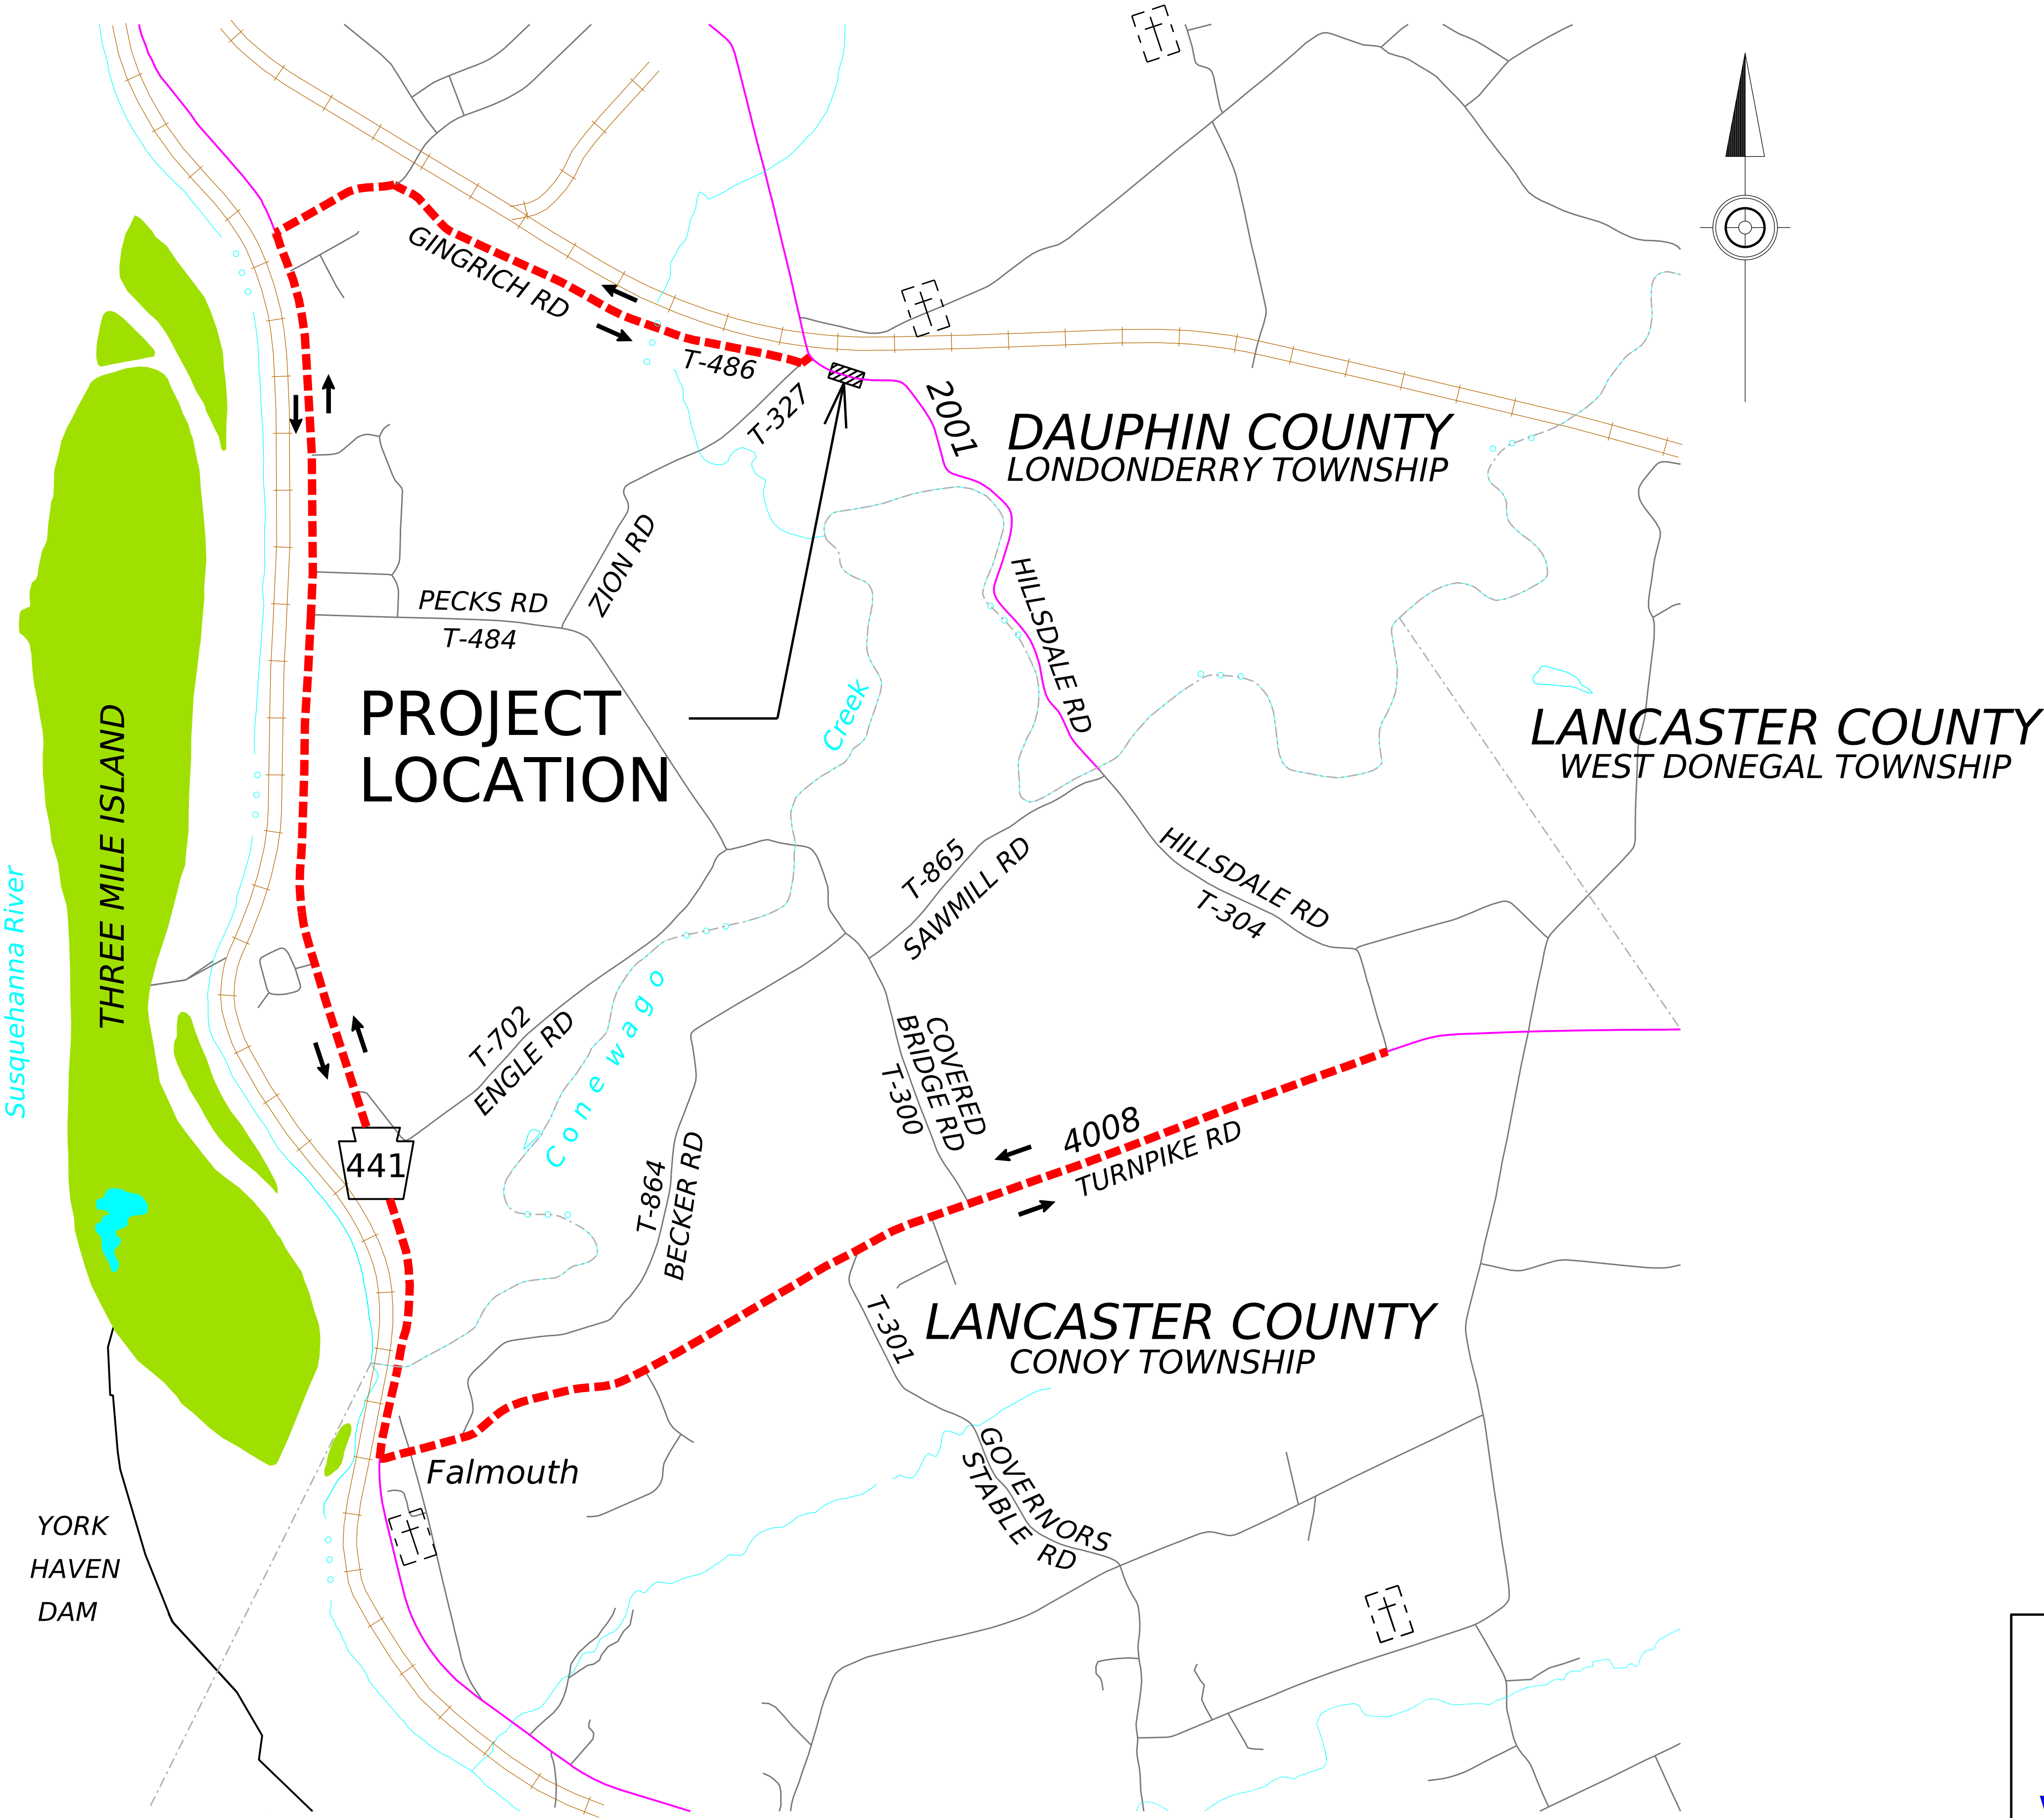 GINGRICH RD
T-486
T-327
2001
DAUPHIN COUNTY
LONDONDERRY TOWNSHIP
ZION RD
PECKS RD
T-484
HILLSDALE RD
PROJECT
LOCATION
Creek
LANCASTER COUNTY
WEST DONEGAL TOWNSHIP
THREE MILE ISLAND
Susquehanna River
T-865
SAWMILL RD
HILLSDALE RD
T-304
T-702
ENGLE RD
Conewago
COVERED
BRIDGE RD
T-300
4008
TURNPIKE RD
441
T-864
BECKER RD
T-301
LANCASTER COUNTY
CONOY TOWNSHIP
Falmouth
GOVERNORS
STABLE RD
YORK
HAVEN
DAM